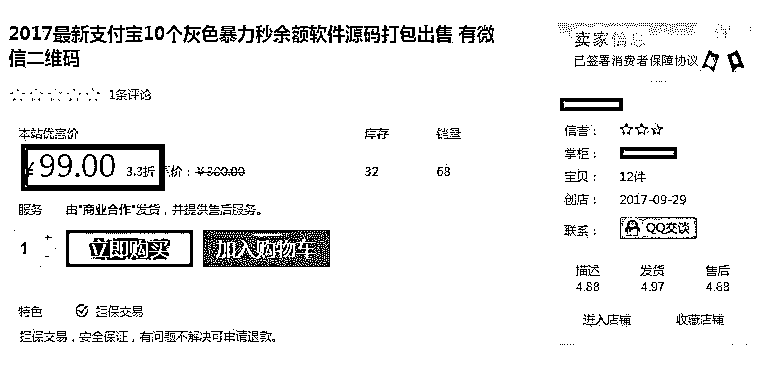 2017最新支付宝10个灰色暴力秒余额软件源码打包出售 有微
信二维码
1条评论
本站优惠价
库存
销量
¥99.00 3.3折 原价：¥300.00
32
68
服务 由"商业合作"发货，并提供售后服务。
1
立即购买
加入购物车
特色 担保交易
担保交易，安全保证，有问题不解决可申请退款。
卖家信息
已签署消费者保障协议
信誉：
掌柜：
宝贝： 12件
创店： 2017-09-29
联系： QQ交谈
描述 发货 售后
4.88 4.97 4.88
进入店铺 收藏店铺